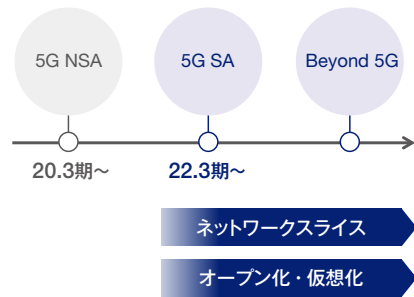 5G NSA
5G SA
Beyond 5G
20.3期～
22.3期～
ネットワークスライス
オープン化・仮想化